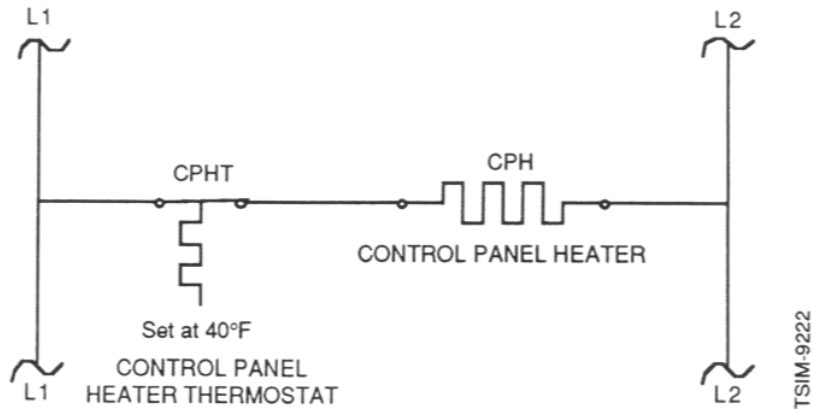 L1
L2
CPHT
CPH
CONTROL PANEL HEATER
Set at 40°F
CONTROL PANEL
HEATER THERMOSTAT
L1
L2
TSIM-9222